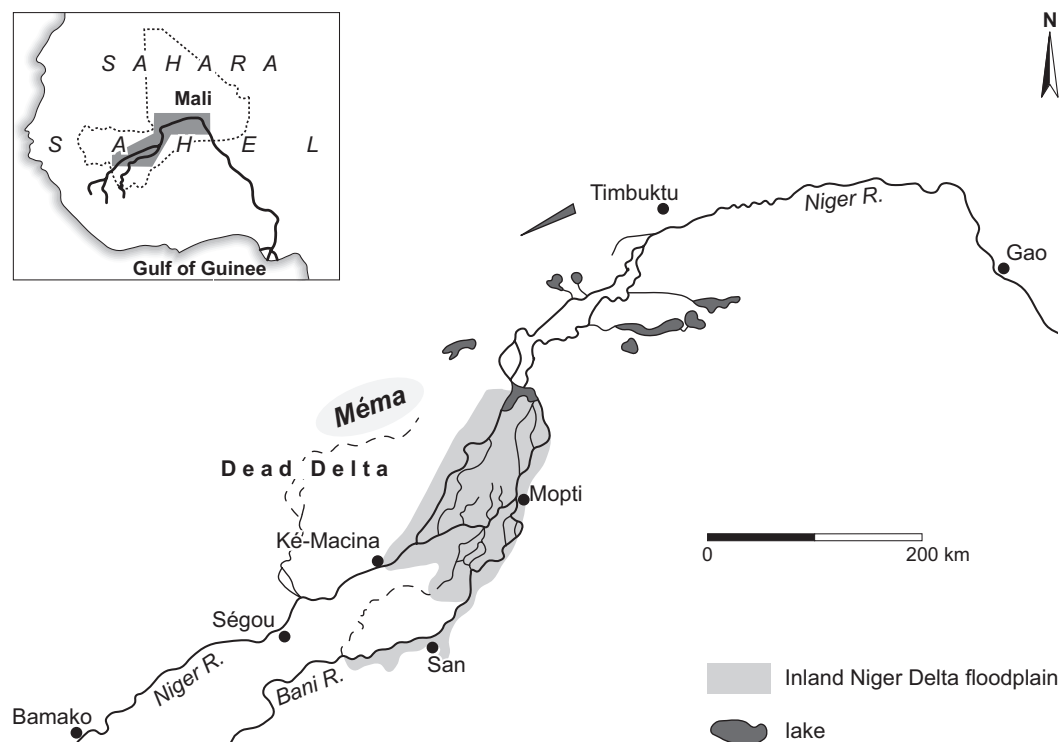 S A H A R A
Mali
S A H E L
Gulf of Guinee
N
Timbuktu
Niger R.
Gao
Méma
Dead Delta
Mopti
Ké-Macina
0 200 km
Ségou
San
Niger R.
Bani R.
Inland Niger Delta floodplain
Bamako
lake